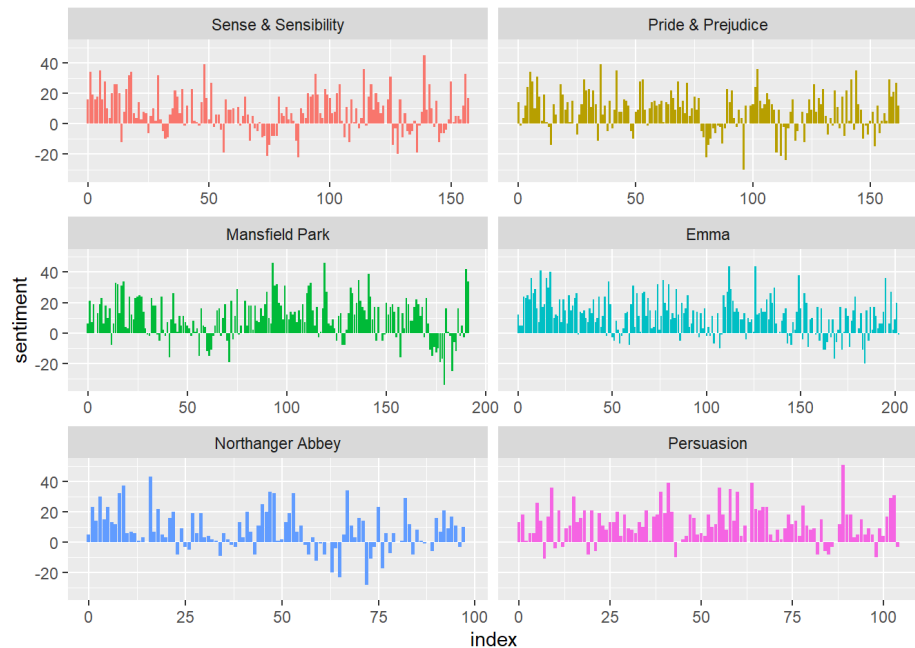 Sense & Sensibility
Pride & Prejudice
40
20
0
-20
0 50 100 150
0 50 100 150
Mansfield Park
Emma
40
20
0
-20
0 50 100 150 200
0 50 100 150 200
sentiment
Northanger Abbey
Persuasion
40
20
0
-20
0 25 50 75 100
0 25 50 75 100
index